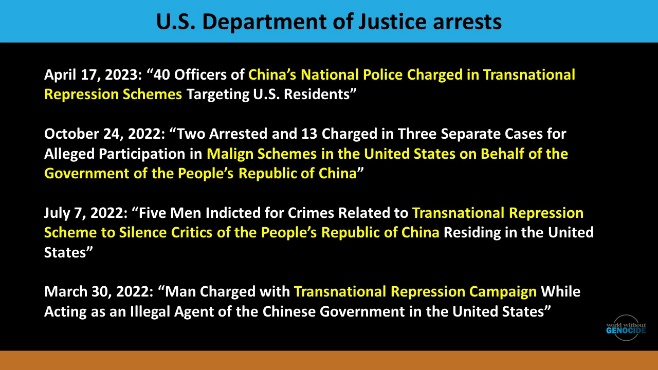 U.S. Department of Justice arrests
April 17, 2023: “40 Officers of China’s National Police Charged in Transnational
Repression Schemes Targeting U.S. Residents”
October 24, 2022: “Two Arrested and 13 Charged in Three Separate Cases for
Alleged Participation in Malign Schemes in the United States on Behalf of the
Government of the People’s Republic of China”
July 7, 2022: “Five Men Indicted for Crimes Related to Transnational Repression
Scheme to Silence Critics of the People’s Republic of China Residing in the United
States”
March 30, 2022: “Man Charged with Transnational Repression Campaign While
Acting as an Illegal Agent of the Chinese Government in the United States”
world without
GENOCIDE